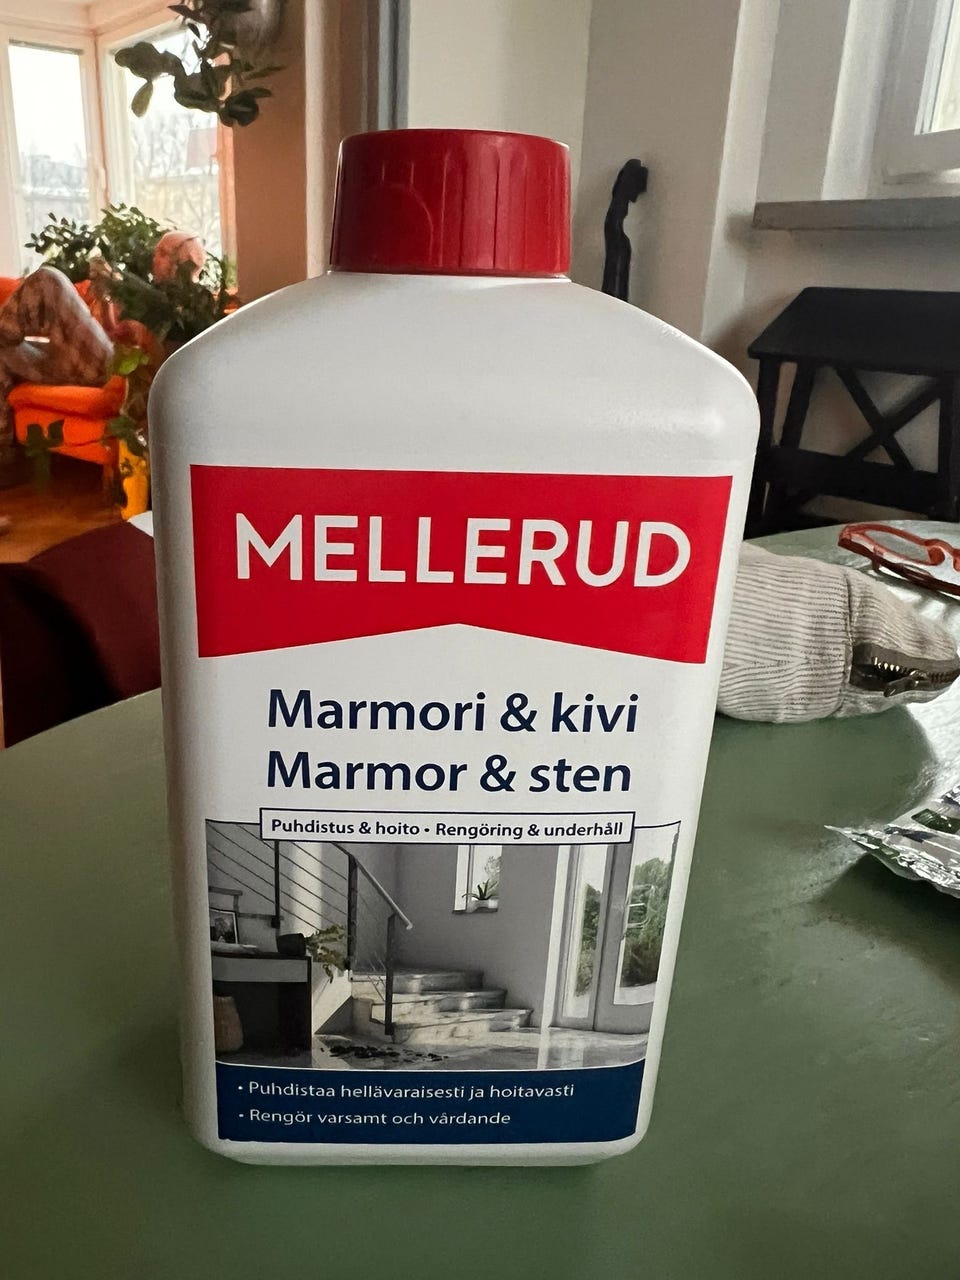 MELLERUD
Marmori & kivi
Marmor & sten
Puhdistus & hoito • Rengöring & underhåll
• Puhdistaa hellävaraisesti ja hoitavasti
• Rengör varsamt och vårdande